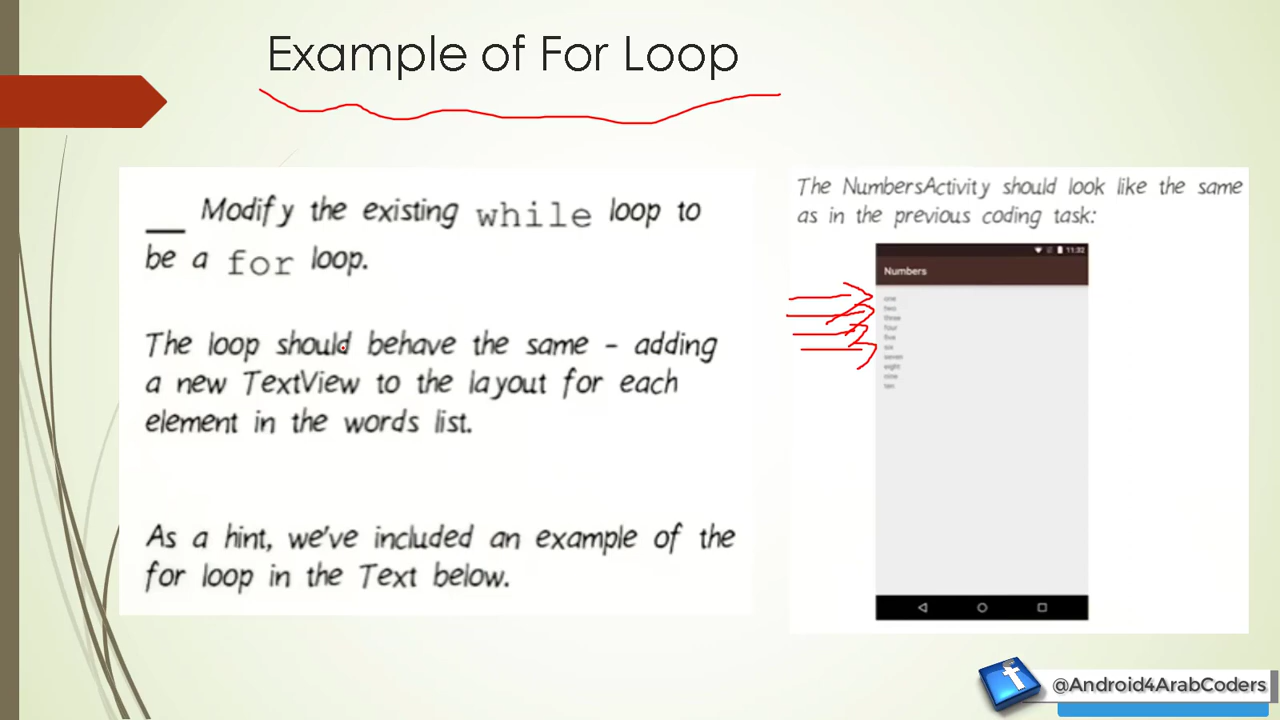 Example of For Loop
__ Modify the existing while loop to
be a for loop.
The loop should behave the same - adding
a new TextView to the layout for each
element in the words list.
As a hint, we've included an example of the
for loop in the Text below.
The NumbersActivity should look like the same
as in the previous coding task:
11:32
Numbers
one
two
three
four
five
six
seven
eight
nine
ten
@Android4ArabCoders